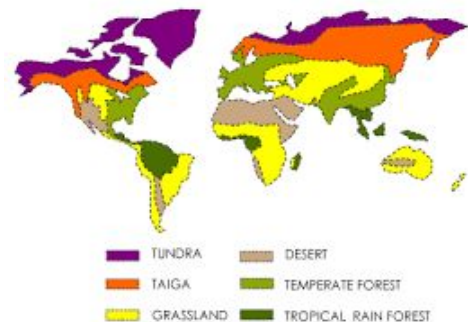 TUNDRA
DESERT
TAIGA
TEMPERATE FOREST
GRASSLAND
TROPICAL RAIN FOREST